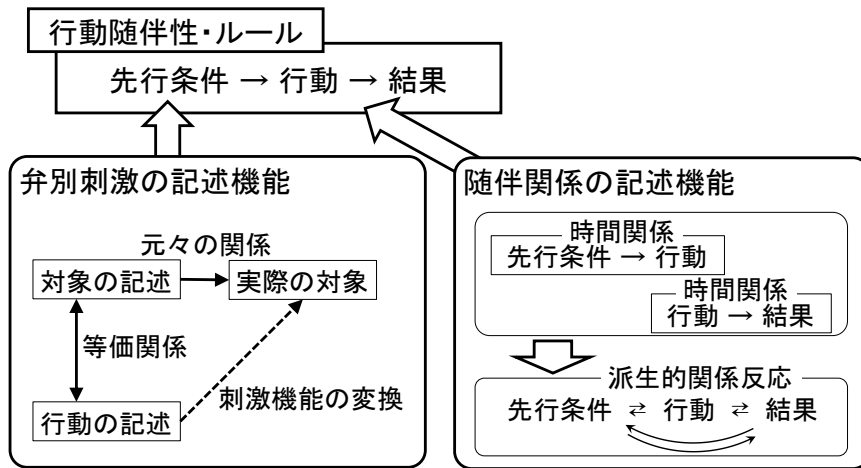 行動随伴性・ルール
先行条件 → 行動 → 結果
弁別刺激の記述機能
元々の関係
対象の記述
実際の対象
等価関係
刺激機能の変換
行動の記述
随伴関係の記述機能
時間関係
先行条件 → 行動
時間関係
行動 → 結果
派生的関係反応
先行条件 ⇄ 行動 ⇄ 結果